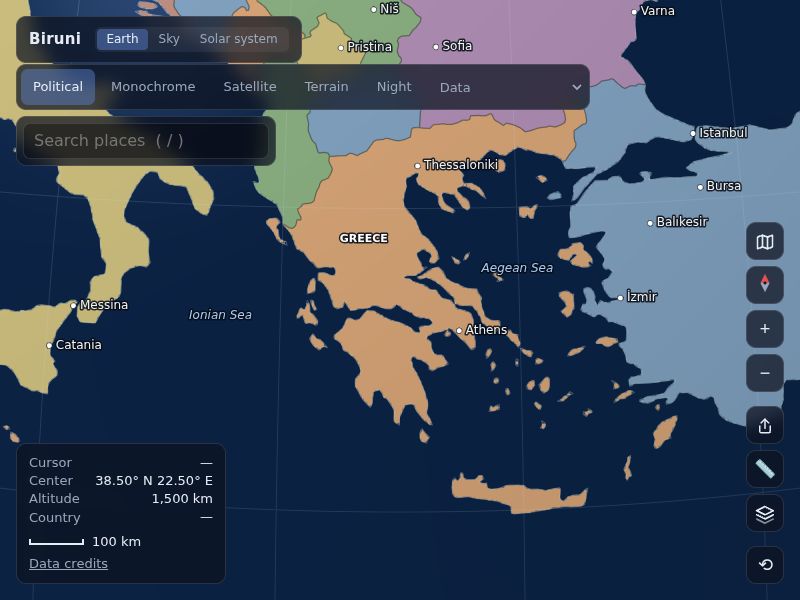 Biruni
Earth Sky Solar system
Political Monochrome Satellite Terrain Night Data
Search places ( / )
Niš
Varna
Pristina
Sofia
Istanbul
Thessaloniki
Bursa
Balıkesir
GREECE
Aegean Sea
İzmir
Messina
Ionian Sea
Athens
Catania
+
−
Cursor —
Center 38.50° N 22.50° E
Altitude 1,500 km
Country —
100 km
Data credits